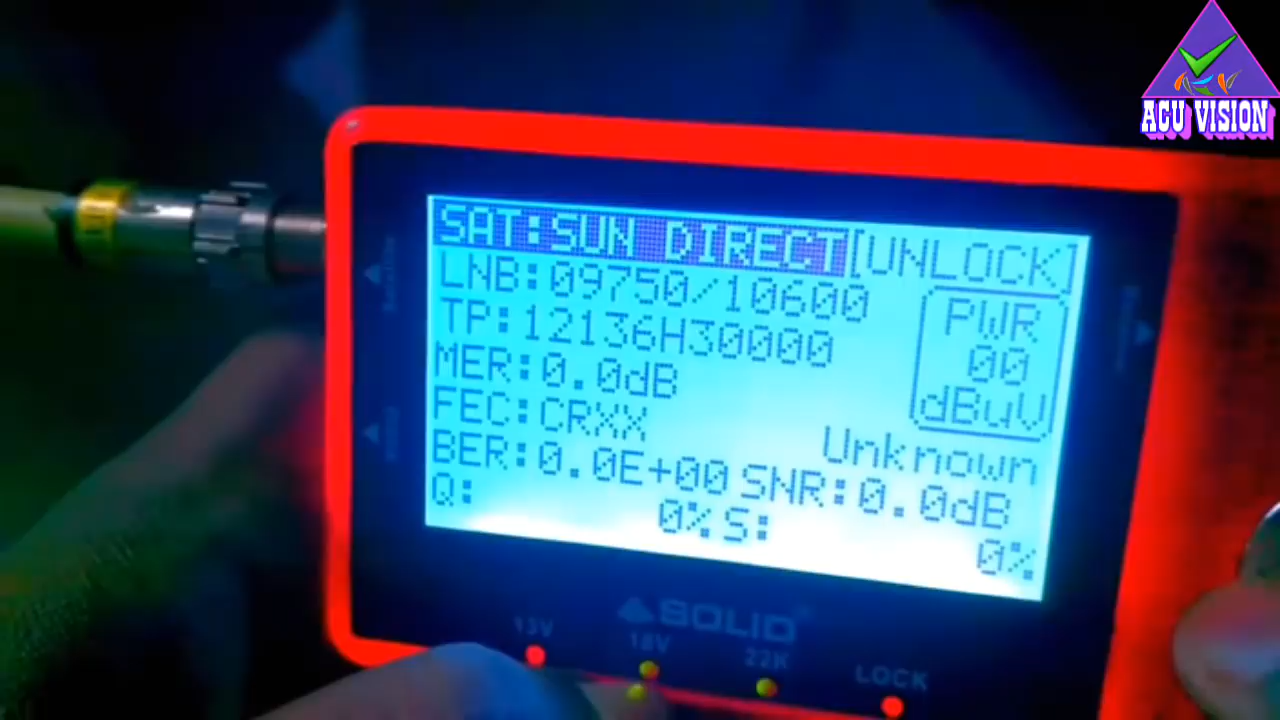 ACU VISION
SAT:SUN DIRECT[UNLOCK]
LNB:09750/10600
PWR
TP:12136H30000
00
MER:0.0dB
dBuV
FEC:CRXX
Unknown
BER:0.0E+00 SNR:0.0dB
Q: 0% S: 0%
SOLID
13V 18V 22K LOCK